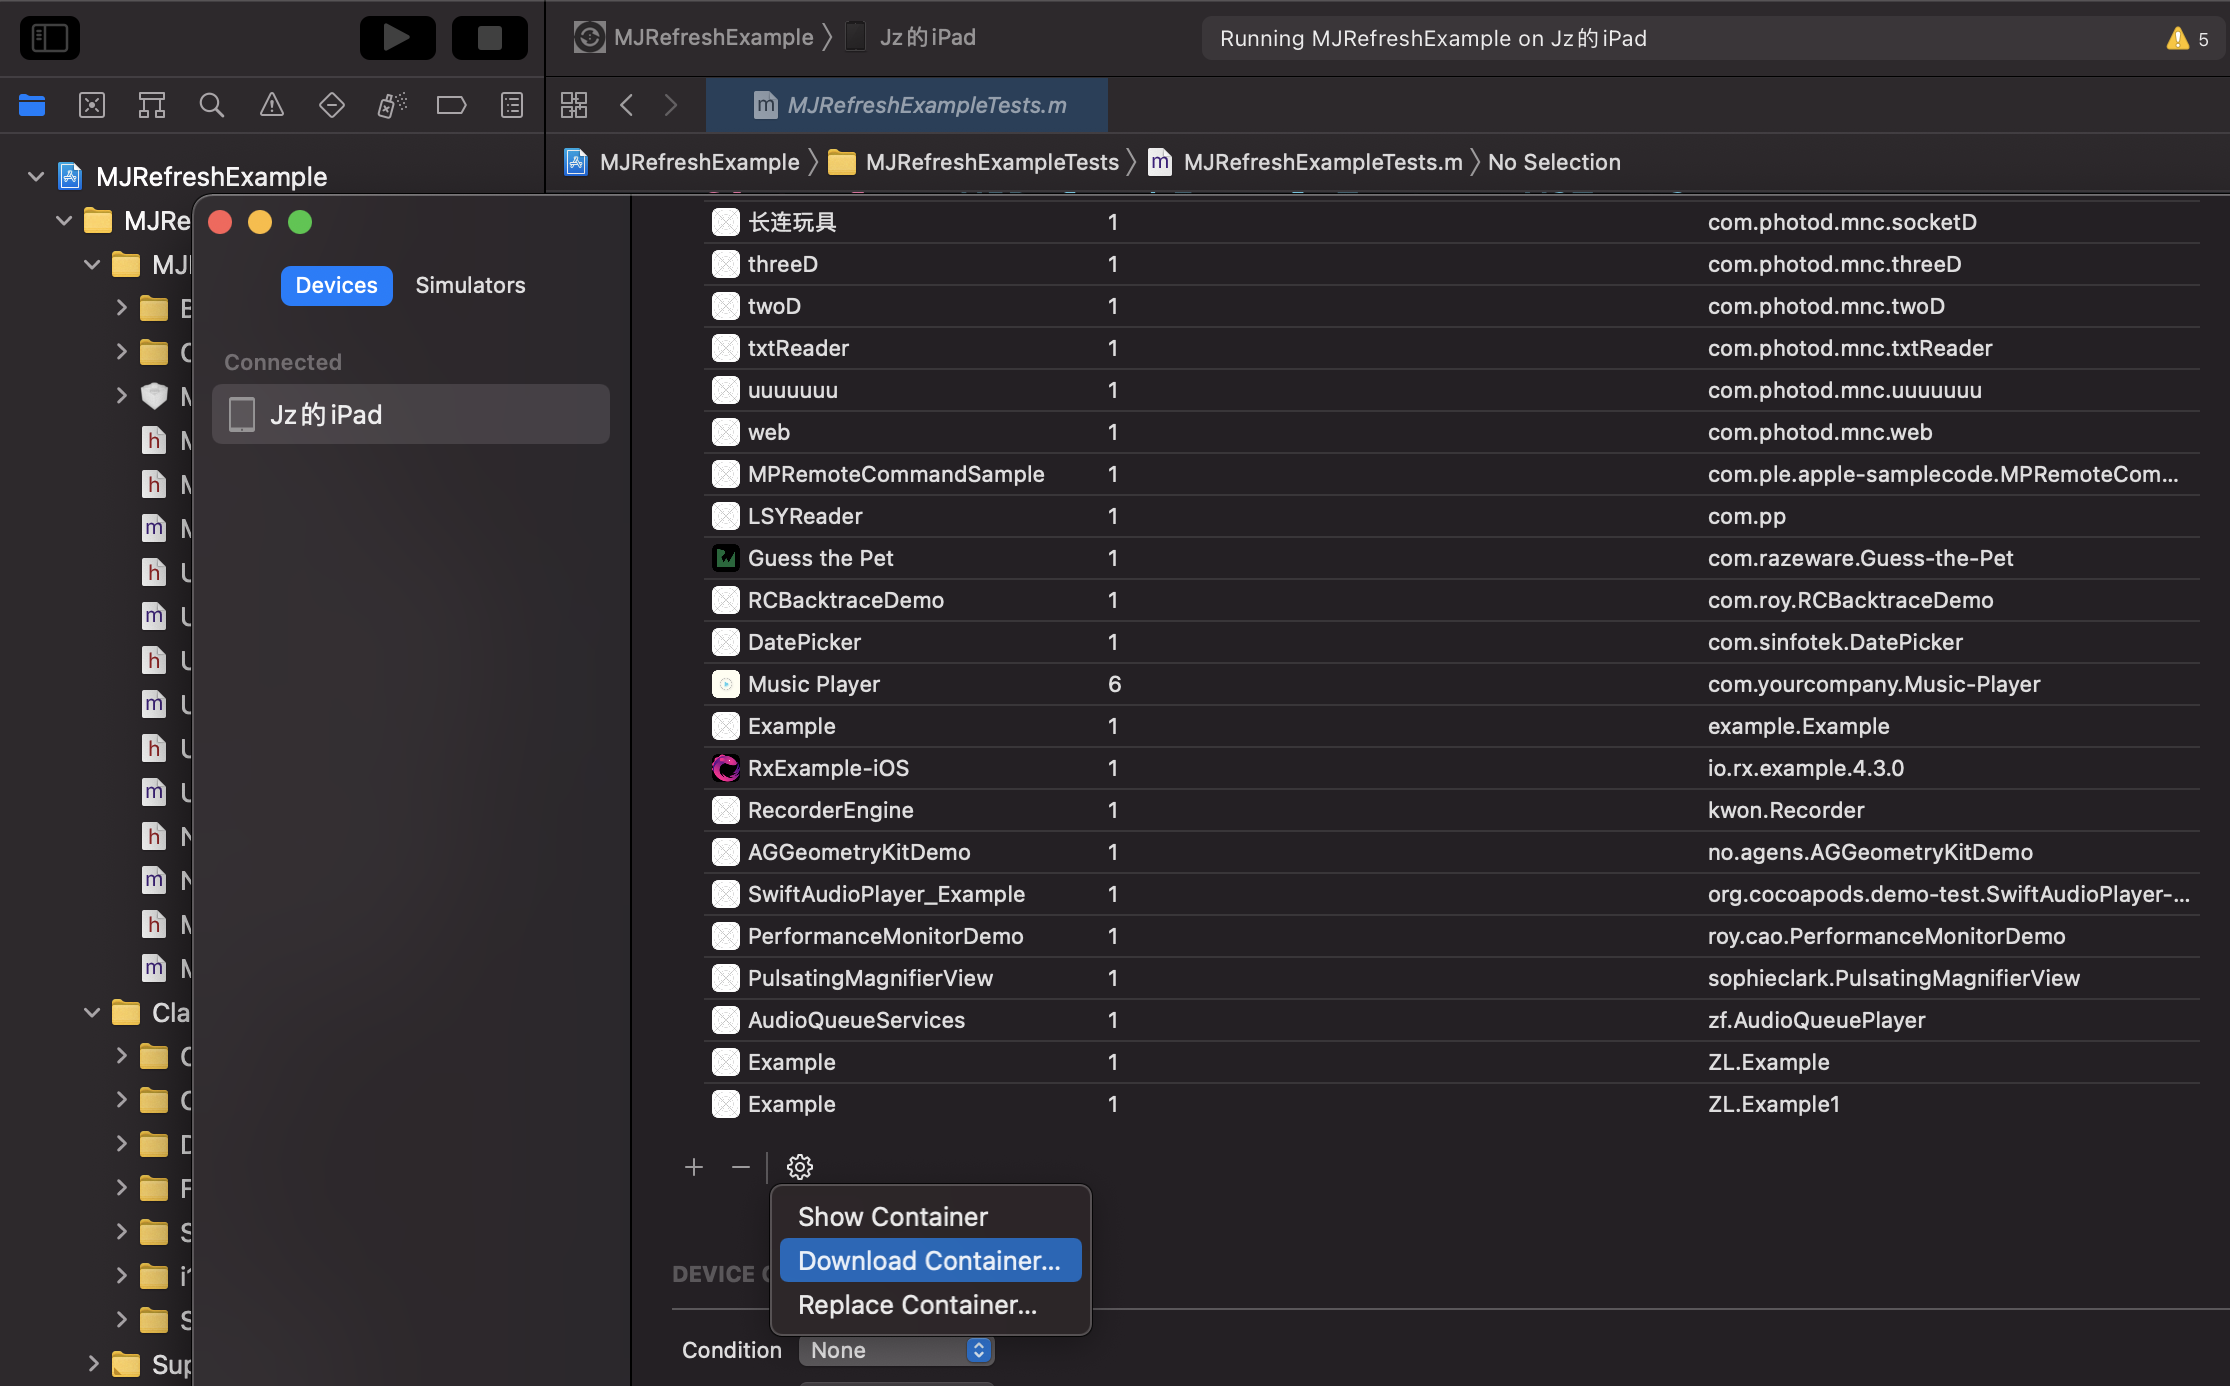 MJRefreshExample
Jz的iPad
Running MJRefreshExample on Jz的iPad
5
MJRefreshExampleTests.m
MJRefreshExample
MJRefreshExampleTests
MJRefreshExampleTests.m
No Selection
MJRefreshExample
MJRe
MJ
Cla
Sup
Devices
Simulators
Connected
Jz的iPad
长连玩具 1 com.photod.mnc.socketD
threeD 1 com.photod.mnc.threeD
twoD 1 com.photod.mnc.twoD
txtReader 1 com.photod.mnc.txtReader
uuuuuuu 1 com.photod.mnc.uuuuuuu
web 1 com.photod.mnc.web
MPRemoteCommandSample 1 com.ple.apple-samplecode.MPRemoteCom...
LSYReader 1 com.pp
Guess the Pet 1 com.razeware.Guess-the-Pet
RCBacktraceDemo 1 com.roy.RCBacktraceDemo
DatePicker 1 com.sinfotek.DatePicker
Music Player 6 com.yourcompany.Music-Player
Example 1 example.Example
RxExample-iOS 1 io.rx.example.4.3.0
RecorderEngine 1 kwon.Recorder
AGGeometryKitDemo 1 no.agens.AGGeometryKitDemo
SwiftAudioPlayer_Example 1 org.cocoapods.demo-test.SwiftAudioPlayer-...
PerformanceMonitorDemo 1 roy.cao.PerformanceMonitorDemo
PulsatingMagnifierView 1 sophieclark.PulsatingMagnifierView
AudioQueueServices 1 zf.AudioQueuePlayer
Example 1 ZL.Example
Example 1 ZL.Example1
Show Container
Download Container...
Replace Container...
DEVICE
Condition
None